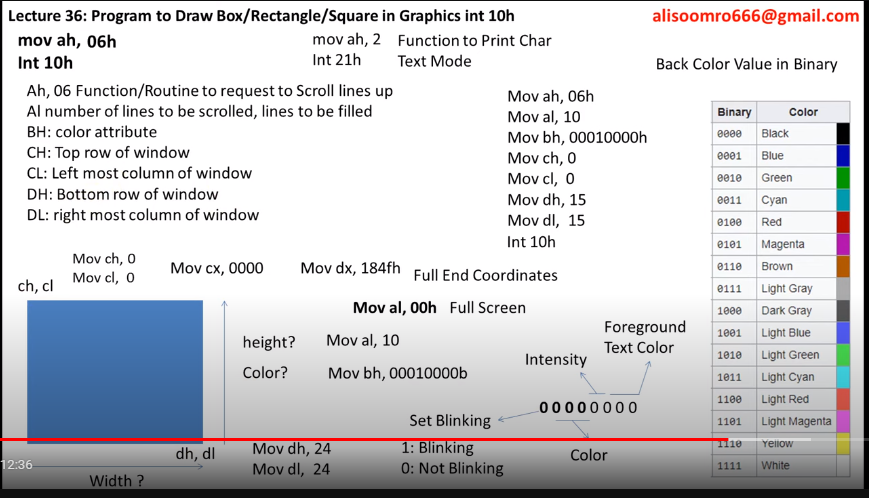 Lecture 36: Program to Draw Box/Rectangle/Square in Graphics int 10h
alisoomro666@gmail.com
mov ah, 06h
Int 10h
mov ah, 2 Function to Print Char
Int 21h Text Mode
Back Color Value in Binary
Ah, 06 Function/Routine to request to Scroll lines up
Al number of lines to be scrolled, lines to be filled
BH: color attribute
CH: Top row of window
CL: Left most column of window
DH: Bottom row of window
DL: right most column of window
Mov ah, 06h
Mov al, 10
Mov bh, 00010000h
Mov ch, 0
Mov cl, 0
Mov dh, 15
Mov dl, 15
Int 10h
Binary Color
0000 Black
0001 Blue
0010 Green
0011 Cyan
0100 Red
0101 Magenta
0110 Brown
0111 Light Gray
1000 Dark Gray
1001 Light Blue
1010 Light Green
1011 Light Cyan
1100 Light Red
1101 Light Magenta
1110 Yellow
1111 White
Mov ch, 0
Mov cl, 0
ch, cl
Mov cx, 0000
Mov dx, 184fh
Full End Coordinates
Mov al, 00h Full Screen
height? Mov al, 10
Color? Mov bh, 00010000b
Foreground
Text Color
Intensity
00000000
Set Blinking
Color
dh, dl
Mov dh, 24
Mov dl, 24
1: Blinking
0: Not Blinking
12:36
Width ?